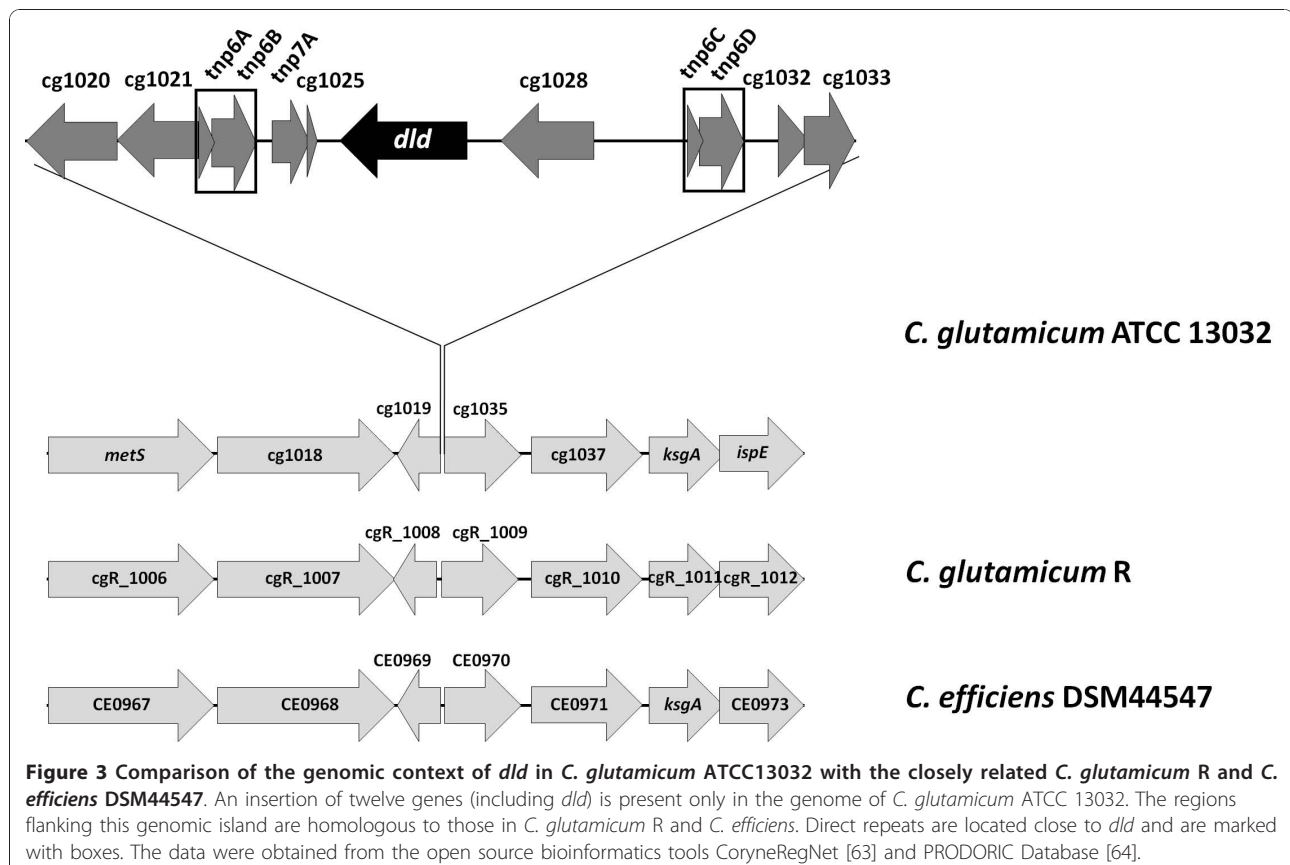 tnp6A tnp6B tnp7A tnp6C tnp6D
cg1020 cg1021 cg1025 cg1028 cg1032 cg1033
dld
C. glutamicum ATCC 13032
cg1019 cg1035
metS cg1018 cg1037 ksgA ispE
cgR_1008 cgR_1009
cgR_1006 cgR_1007 cgR_1010 cgR_1011 cgR_1012
C. glutamicum R
CE0969 CE0970
CE0967 CE0968 CE0971 ksgA CE0973
C. efficiens DSM44547
Figure 3 Comparison of the genomic context of dld in C. glutamicum ATCC13032 with the closely related C. glutamicum R and C.
efficiens DSM44547. An insertion of twelve genes (including dld) is present only in the genome of C. glutamicum ATCC 13032. The regions
flanking this genomic island are homologous to those in C. glutamicum R and C. efficiens. Direct repeats are located close to dld and are marked
with boxes. The data were obtained from the open source bioinformatics tools CoryneRegNet [63] and PRODORIC Database [64].